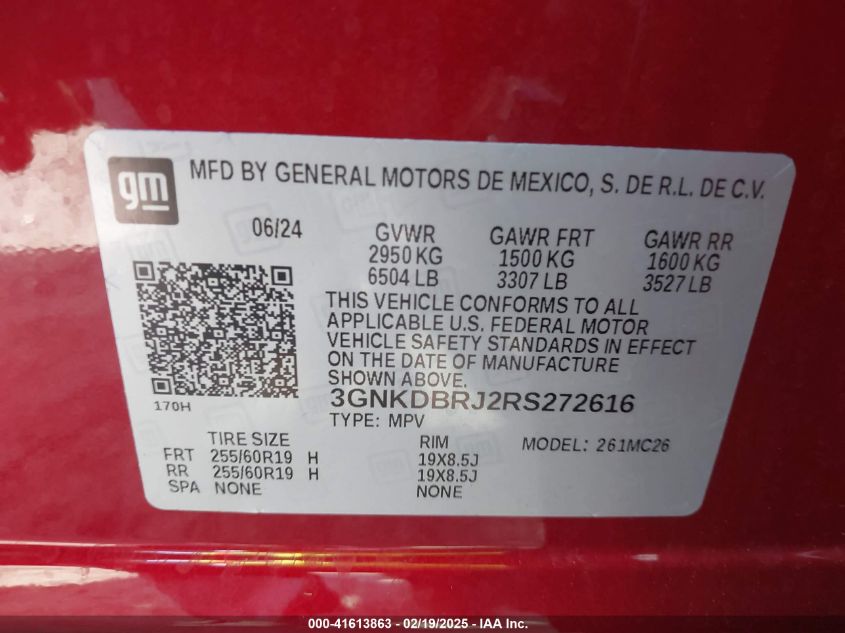 gm
MFD BY GENERAL MOTORS DE MEXICO, S. DE R.L. DE C.V.
06/24
GVWR GAWR FRT GAWR RR
2950 KG 1500 KG 1600 KG
6504 LB 3307 LB 3527 LB
THIS VEHICLE CONFORMS TO ALL
APPLICABLE U.S. FEDERAL MOTOR
VEHICLE SAFETY STANDARDS IN EFFECT
ON THE DATE OF MANUFACTURE
SHOWN ABOVE.
170H
3GNKDBRJ2RS272616
TYPE: MPV
TIRE SIZE RIM MODEL: 261MC26
FRT 255/60R19 H 19X8.5J
RR 255/60R19 H 19X8.5J
SPA NONE NONE
000-41613863 - 02/19/2025 - IAA Inc.